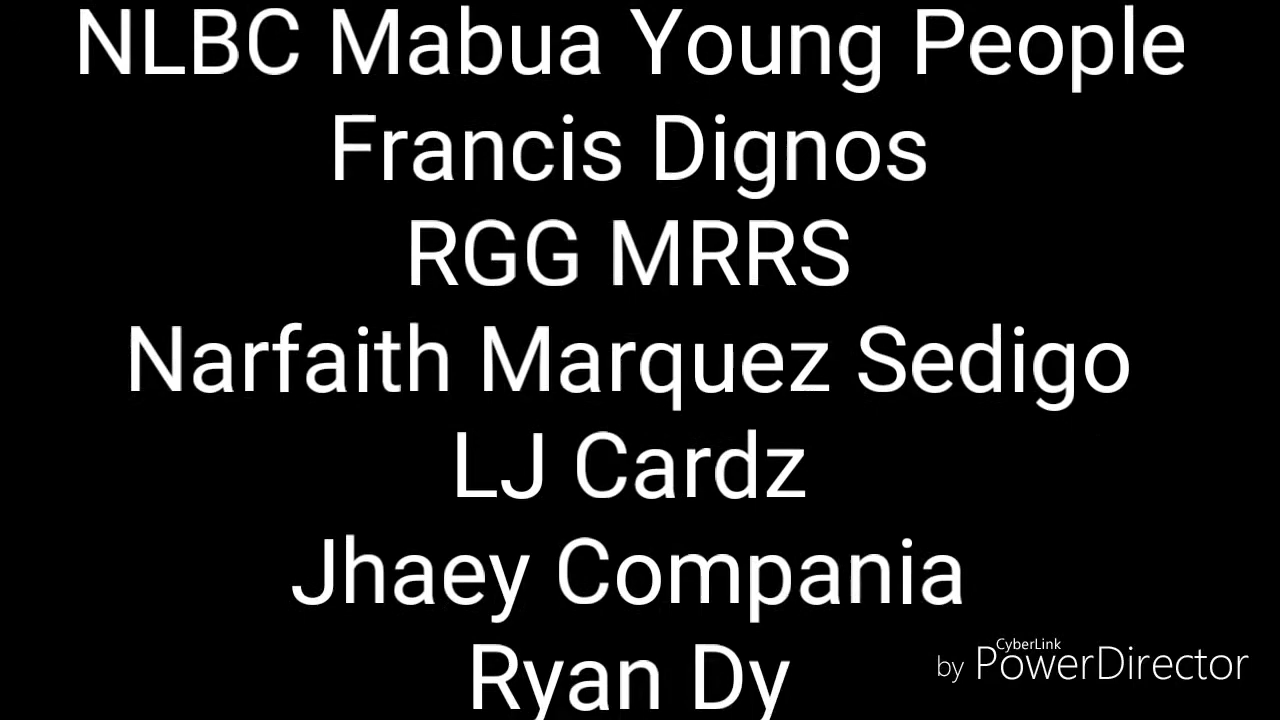 NLBC Mabua Young People
Francis Dignos
RGG MRRS
Narfaith Marquez Sedigo
LJ Cardz
Jhaey Compania
Ryan Dy
CyberLink
by PowerDirector